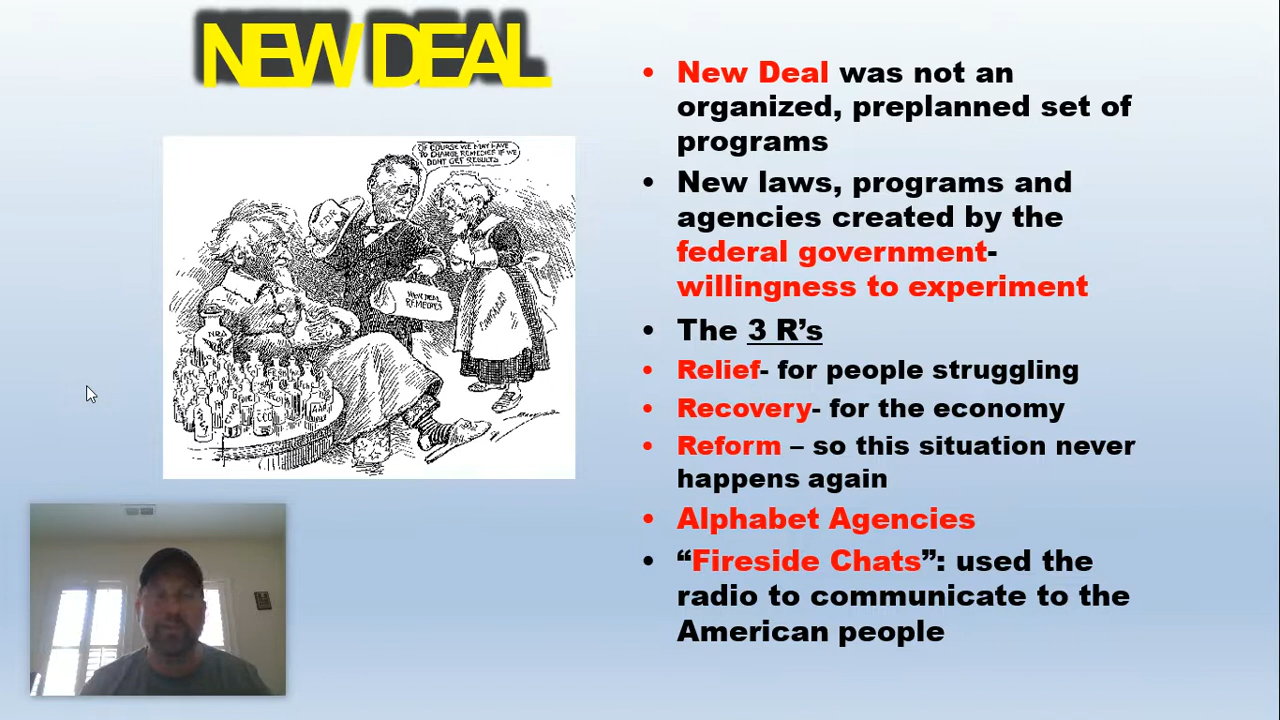 NEW DEAL
OF COURSE WE MAY HAVE
TO CHANGE REMEDIES IF WE
DON'T GET RESULTS
NEW DEAL
REMEDIES
NRA
• New Deal was not an
organized, preplanned set of
programs
• New laws, programs and
agencies created by the
federal government-
willingness to experiment
• The 3 R’s
• Relief- for people struggling
• Recovery- for the economy
• Reform – so this situation never
happens again
• Alphabet Agencies
• “Fireside Chats”: used the
radio to communicate to the
American people